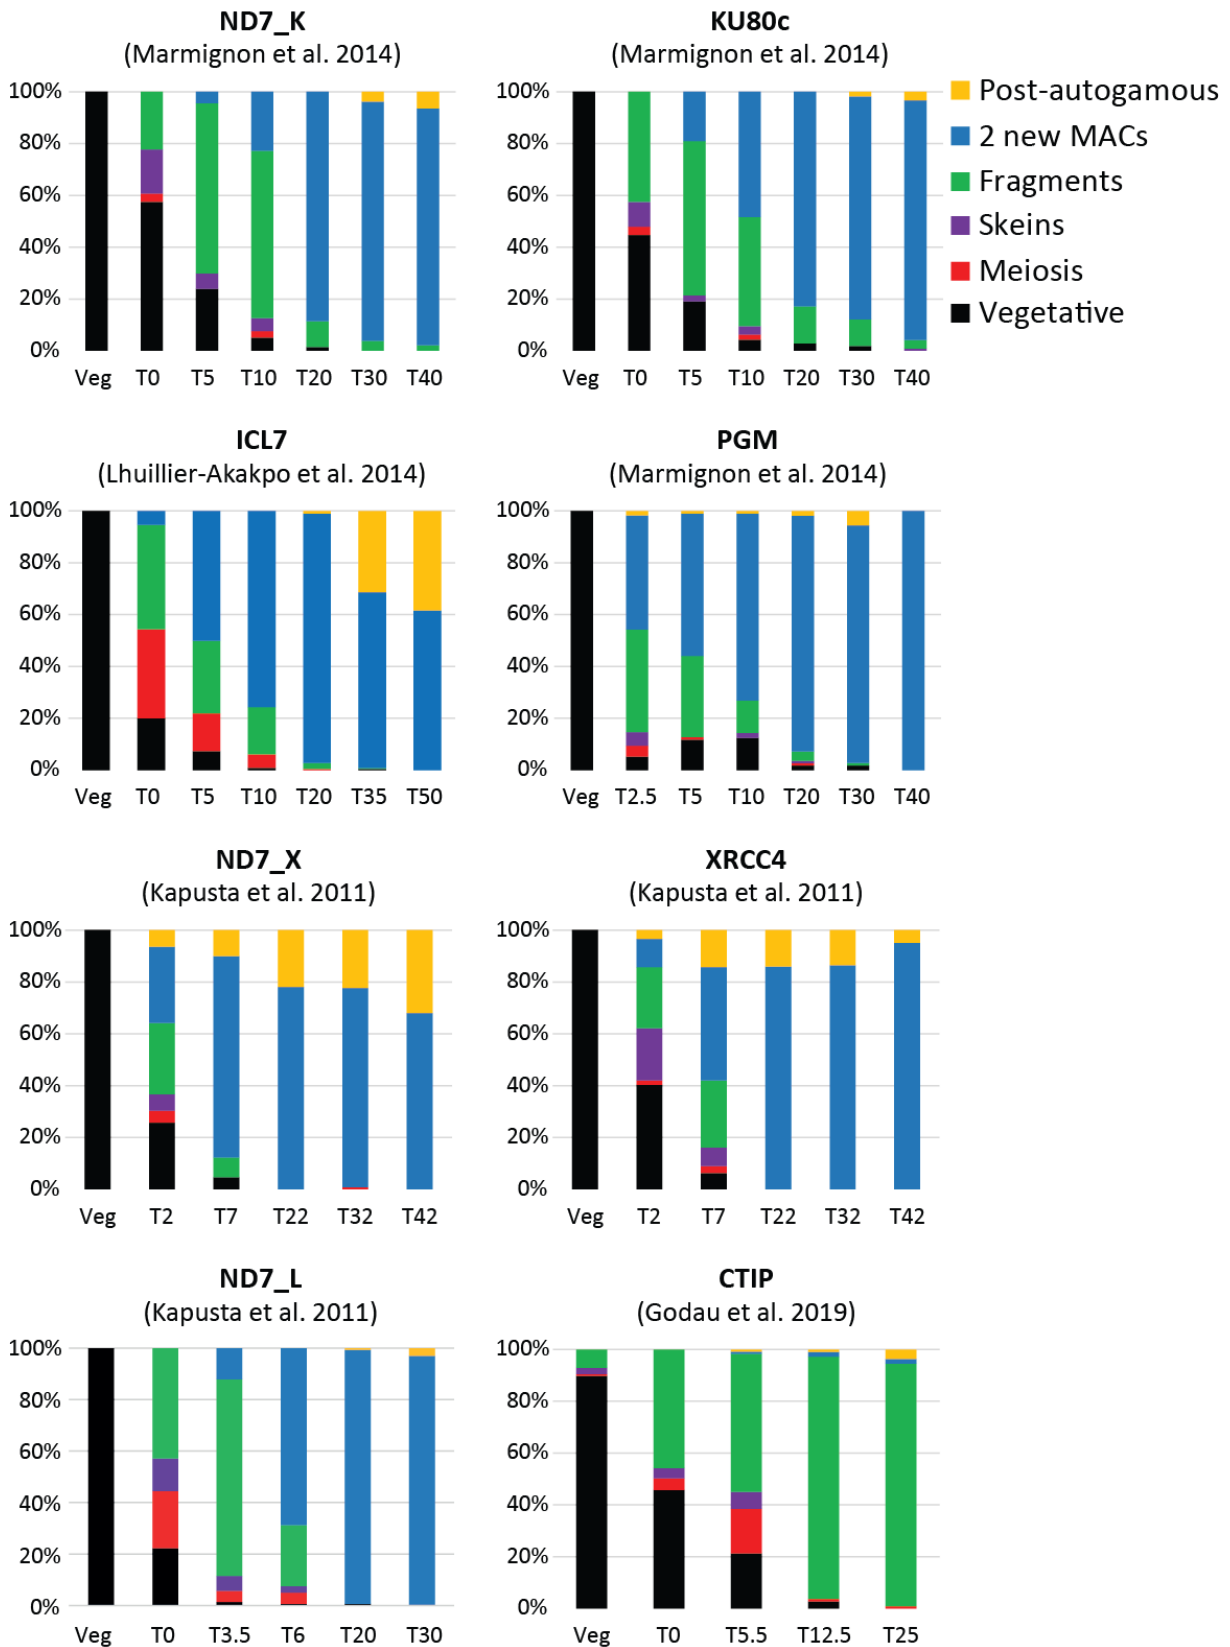 ND7_K
(Marmignon et al. 2014)
100%
80%
60%
40%
20%
0%
Veg T0 T5 T10 T20 T30 T40
KU80c
(Marmignon et al. 2014)
100%
80%
60%
40%
20%
0%
Veg T0 T5 T10 T20 T30 T40
Post-autogamous
2 new MACs
Fragments
Skeins
Meiosis
Vegetative
ICL7
(Lhuillier-Akakpo et al. 2014)
100%
80%
60%
40%
20%
0%
Veg T0 T5 T10 T20 T35 T50
PGM
(Marmignon et al. 2014)
100%
80%
60%
40%
20%
0%
Veg T2.5 T5 T10 T20 T30 T40
ND7_X
(Kapusta et al. 2011)
100%
80%
60%
40%
20%
0%
Veg T2 T7 T22 T32 T42
XRCC4
(Kapusta et al. 2011)
100%
80%
60%
40%
20%
0%
Veg T2 T7 T22 T32 T42
ND7_L
(Kapusta et al. 2011)
100%
80%
60%
40%
20%
0%
Veg T0 T3.5 T6 T20 T30
CTIP
(Godau et al. 2019)
100%
80%
60%
40%
20%
0%
Veg T0 T5.5 T12.5 T25